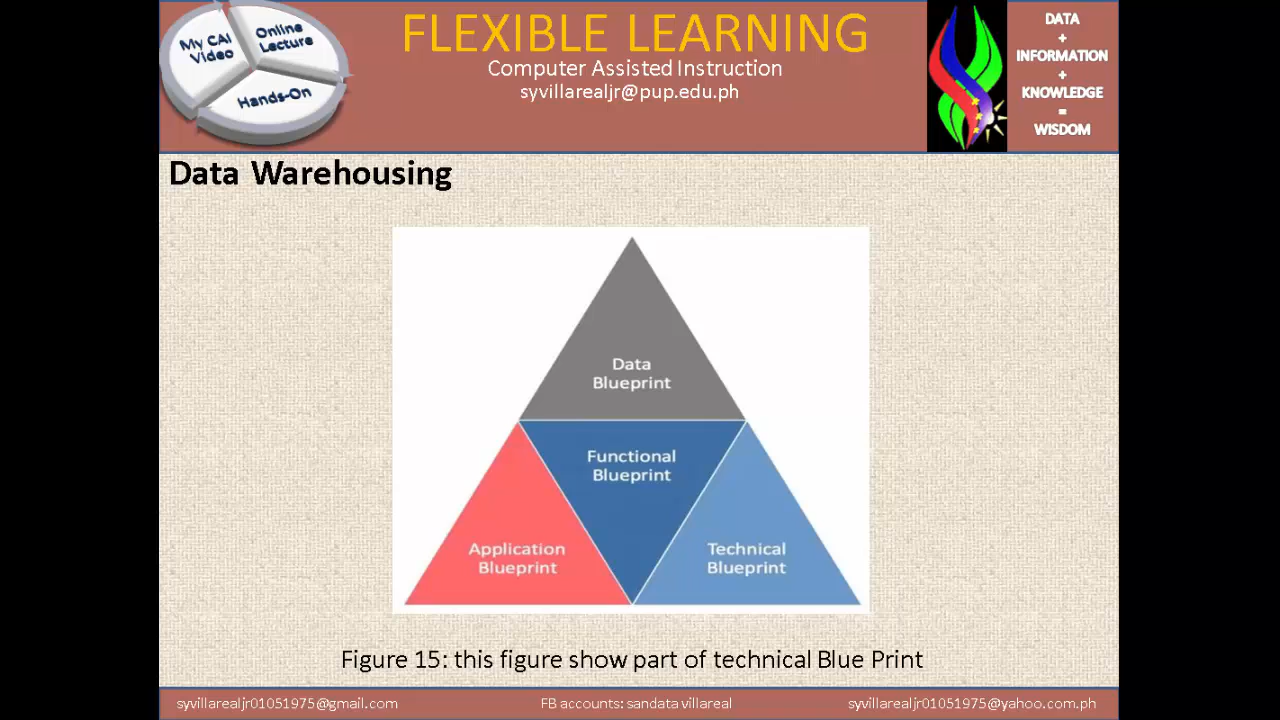 My CAI
Video
Online
Lecture
Hands-On
FLEXIBLE LEARNING
Computer Assisted Instruction
syvillarealjr@pup.edu.ph
DATA
+
INFORMATION
+
KNOWLEDGE
=
WISDOM
Data Warehousing
Data
Blueprint
Functional
Blueprint
Application
Blueprint
Technical
Blueprint
Figure 15: this figure show part of technical Blue Print
syvillarealjr01051975@gmail.com
FB accounts: sandata villareal
syvillarealjr01051975@yahoo.com.ph